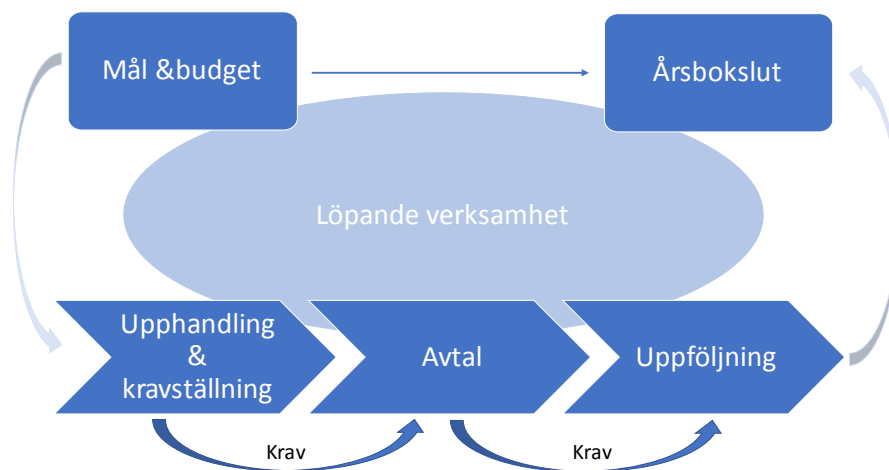 Mål &budget
Årsbokslut
Löpande verksamhet
Upphandling
&
kravställning
Avtal
Uppföljning
Krav
Krav